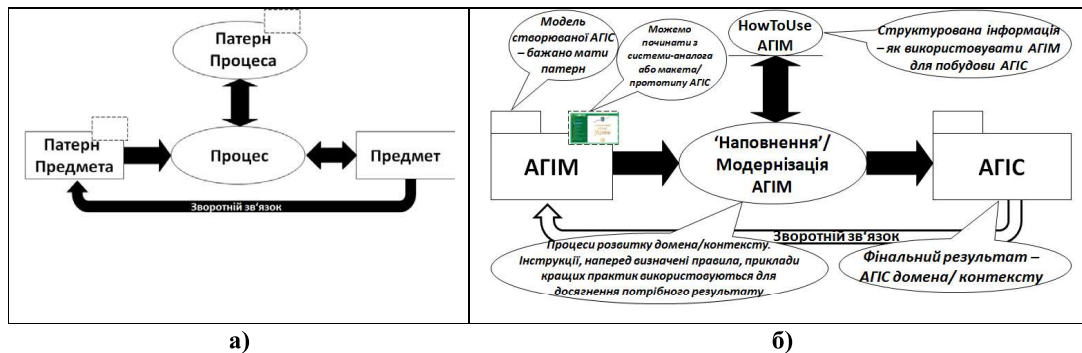 Патерн
Процеса
Патерн
Предмета
Процес
Предмет
Зворотній зв'язок
а)
Модель
створюваної АГІС
– бажано мати
патерн
Можемо
починати з
системи-аналога
або макета/
прототипу АГІС
HowToUse
АГІМ
Структурована інформація
– як використовувати АГІМ
для побудови АГІС
АГІМ
'Наповнення'/
Модернізація
АГІМ
АГІС
Зворотній зв'язок
Процеси розвитку домена/контексту.
Інструкції, наперед визначені правила, приклади
кращих практик використовуються для
досягнення потрібного результату
Фінальний результат –
АГІС домена/ контексту
б)